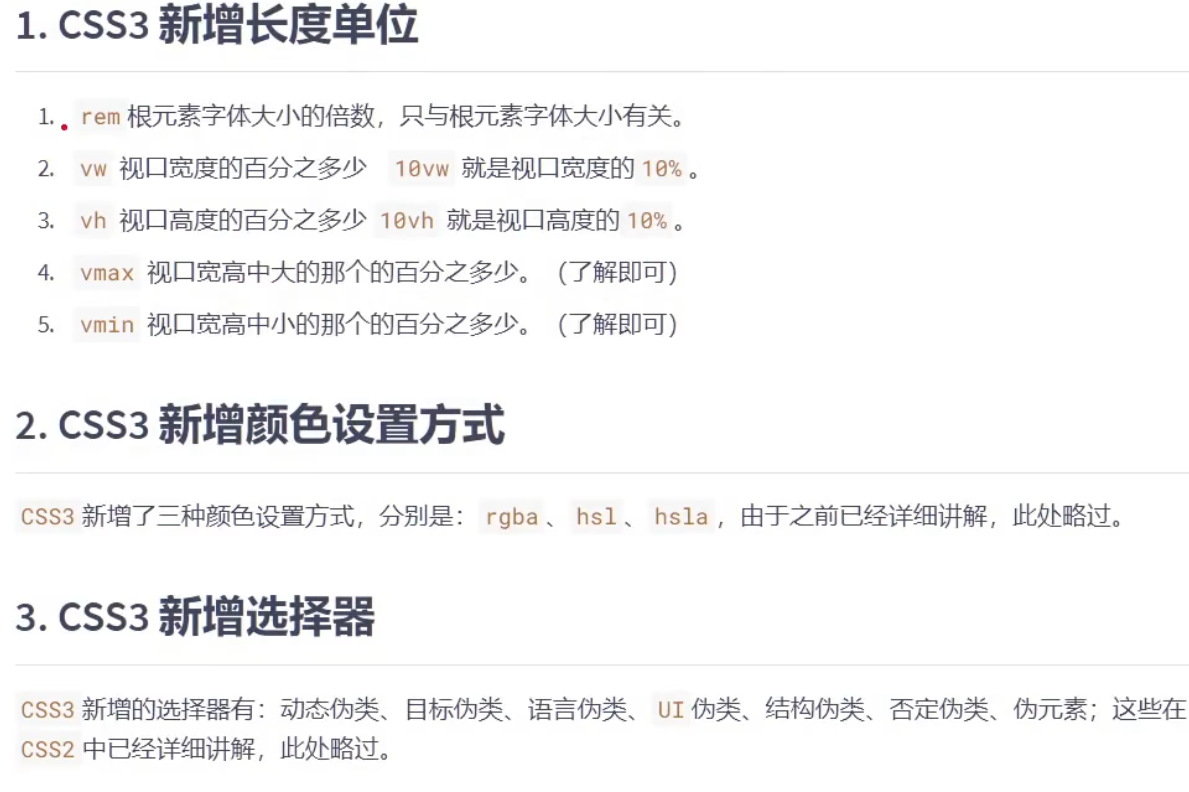 1. CSS3 新增长度单位
1. rem 根元素字体大小的倍数，只与根元素字体大小有关。
2. vw 视口宽度的百分之多少 10vw 就是视口宽度的 10% 。
3. vh 视口高度的百分之多少 10vh 就是视口高度的 10% 。
4. vmax 视口宽高中大的那个的百分之多少。（了解即可）
5. vmin 视口宽高中小的那个的百分之多少。（了解即可）
2. CSS3 新增颜色设置方式
CSS3 新增了三种颜色设置方式，分别是： rgba 、 hsl 、 hsla ，由于之前已经详细讲解，此处略过。
3. CSS3 新增选择器
CSS3 新增的选择器有：动态伪类、目标伪类、语言伪类、 UI 伪类、结构伪类、否定伪类、伪元素；这些在
CSS2 中已经详细讲解，此处略过。